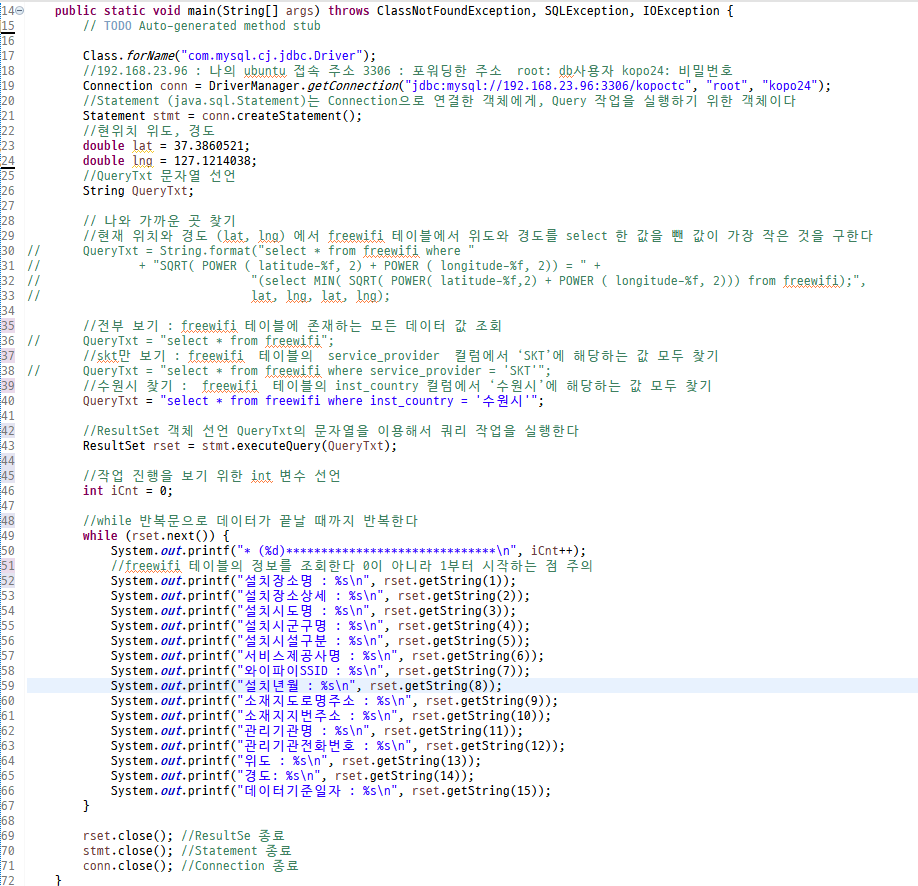 14 public static void main(String[] args) throws ClassNotFoundException, SQLException, IOException {
15 // TODO Auto-generated method stub
16
17 Class.forName("com.mysql.cj.jdbc.Driver");
18 //192.168.23.96 : 나의 ubuntu 접속 주소 3306 : 포워딩한 주소  root: db사용자 kopo24: 비밀번호
19 Connection conn = DriverManager.getConnection("jdbc:mysql://192.168.23.96:3306/kopoctc", "root", "kopo24");
20 //Statement (java.sql.Statement)는 Connection으로 연결한 객체에게, Query 작업을 실행하기 위한 객체이다
21 Statement stmt = conn.createStatement();
22 //현위치 위도, 경도
23 double lat = 37.3860521;
24 double lng = 127.1214038;
25 //QueryTxt 문자열 선언
26 String QueryTxt;
27
28 // 나와 가까운 곳 찾기
29 //현재 위치와 경도 (lat, lng) 에서 freewifi 테이블에서 위도와 경도를 select 한 값을 뺀 값이 가장 작은 것을 구한다
30 // QueryTxt = String.format("select * from freewifi where "
31 // + "SQRT( POWER ( latitude-%f, 2) + POWER ( longitude-%f, 2)) = " +
32 // "(select MIN( SQRT( POWER( latitude-%f,2) + POWER ( longitude-%f, 2))) from freewifi);",
33 // lat, lng, lat, lng);
34
35 //전부 보기 : freewifi 테이블에 존재하는 모든 데이터 값 조회
36 // QueryTxt = "select * from freewifi";
37 //skt만 보기 : freewifi  테이블의  service_provider  컬럼에서 ‘SKT’에 해당하는 값 모두 찾기
38 // QueryTxt = "select * from freewifi where service_provider = 'SKT'";
39 //수원시 찾기 :  freewifi  테이블의 inst_country 컬럼에서 ‘수원시’에 해당하는 값 모두 찾기
40 QueryTxt = "select * from freewifi where inst_country = '수원시'";
41
42 //ResultSet 객체 선언 QueryTxt의 문자열을 이용해서 쿼리 작업을 실행한다
43 ResultSet rset = stmt.executeQuery(QueryTxt);
44
45 //작업 진행을 보기 위한 int 변수 선언
46 int iCnt = 0;
47
48 //while 반복문으로 데이터가 끝날 때까지 반복한다
49 while (rset.next()) {
50 System.out.printf("* (%d)******************************\n", iCnt++);
51 //freewifi 테이블의 정보를 조회한다 0이 아니라 1부터 시작하는 점 주의
52 System.out.printf("설치장소명 : %s\n", rset.getString(1));
53 System.out.printf("설치장소상세 : %s\n", rset.getString(2));
54 System.out.printf("설치시도명 : %s\n", rset.getString(3));
55 System.out.printf("설치시군구명 : %s\n", rset.getString(4));
56 System.out.printf("설치시설구분 : %s\n", rset.getString(5));
57 System.out.printf("서비스제공사명 : %s\n", rset.getString(6));
58 System.out.printf("와이파이SSID : %s\n", rset.getString(7));
59 System.out.printf("설치년월 : %s\n", rset.getString(8));
60 System.out.printf("소재지도로명주소 : %s\n", rset.getString(9));
61 System.out.printf("소재지지번주소 : %s\n", rset.getString(10));
62 System.out.printf("관리기관명 : %s\n", rset.getString(11));
63 System.out.printf("관리기관전화번호 : %s\n", rset.getString(12));
64 System.out.printf("위도 : %s\n", rset.getString(13));
65 System.out.printf("경도: %s\n", rset.getString(14));
66 System.out.printf("데이터기준일자 : %s\n", rset.getString(15));
67 }
68
69 rset.close(); //ResultSe 종료
70 stmt.close(); //Statement 종료
71 conn.close(); //Connection 종료
72 }